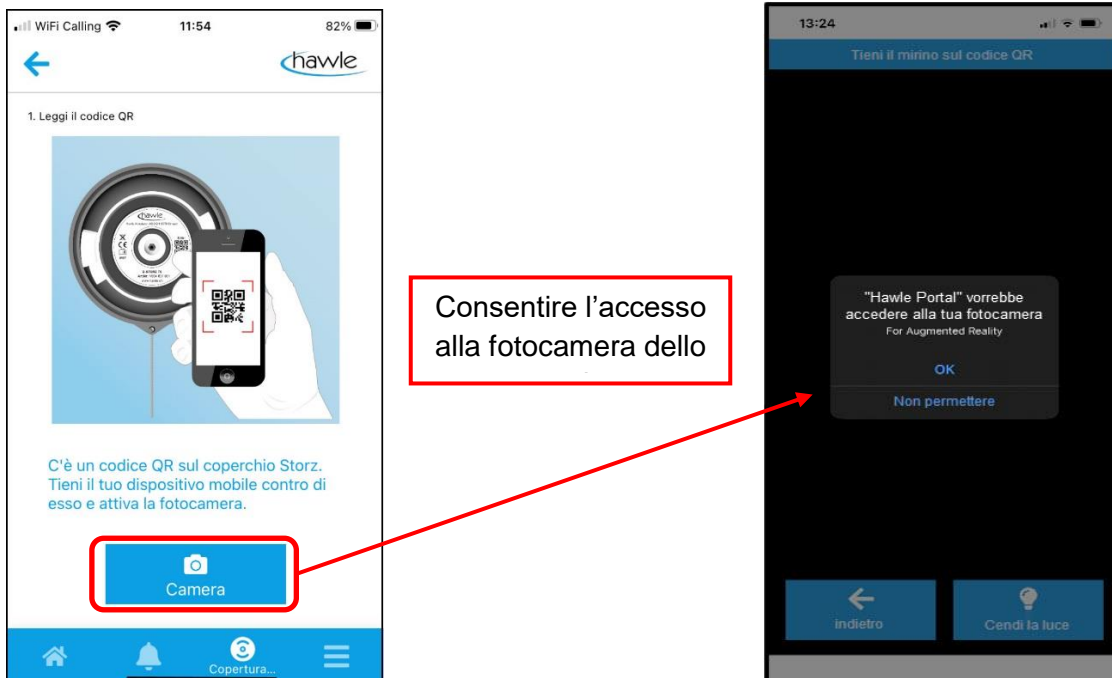 WiFi Calling 11:54 82%
hawle
1. Leggi il codice QR
hawle
C'è un codice QR sul coperchio Storz.
Tieni il tuo dispositivo mobile contro di
esso e attiva la fotocamera.
Camera
Copertura...
Consentire l’accesso
alla fotocamera dello
13:24
Tieni il mirino sul codice QR
"Hawle Portal" vorrebbe
accedere alla tua fotocamera
For Augmented Reality
OK
Non permettere
indietro
Cendi la luce